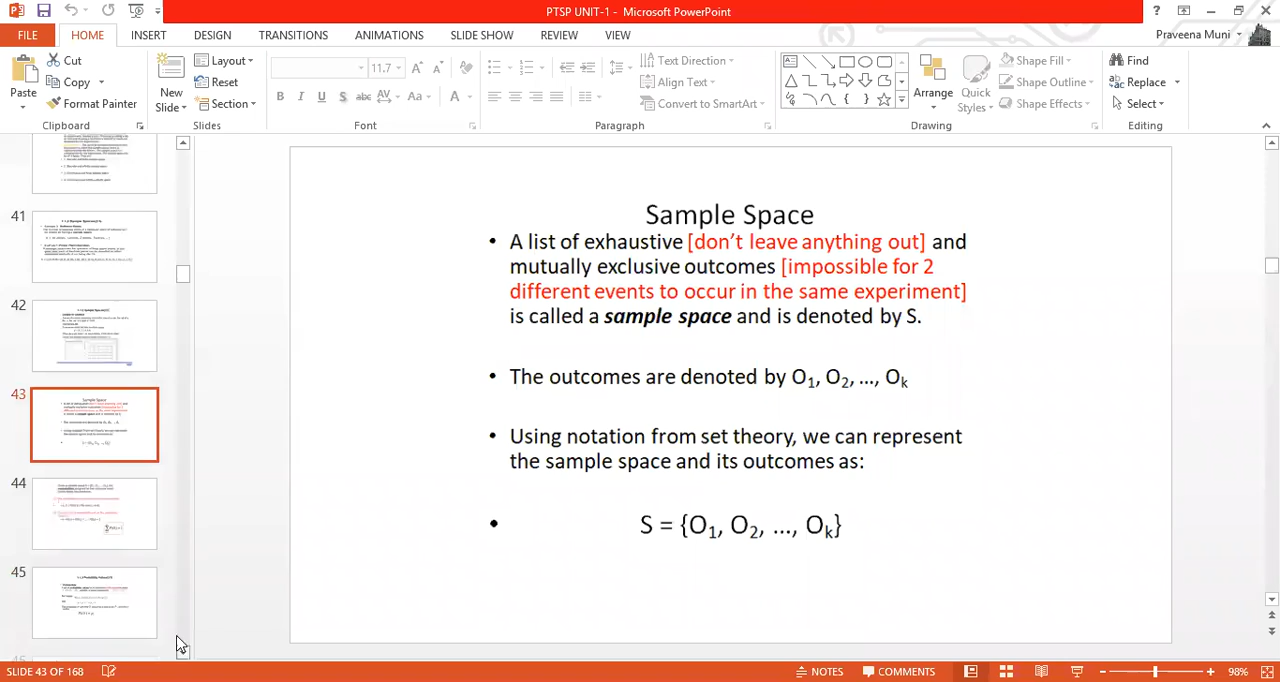 PTSP UNIT-1 - Microsoft PowerPoint
FILE HOME INSERT DESIGN TRANSITIONS ANIMATIONS SLIDE SHOW REVIEW VIEW Praveena Muni
Paste Cut Copy Format Painter Clipboard
New Slide Layout Reset Section Slides
11.7 B I U S abc AV Aa A Font
Text Direction Align Text Convert to SmartArt Paragraph
Arrange Quick Styles Shape Fill Shape Outline Shape Effects Drawing
Find Replace Select Editing
41
42
43
44
45
Sample Space
• A list of exhaustive [don’t leave anything out] and
mutually exclusive outcomes [impossible for 2
different events to occur in the same experiment]
is called a sample space and is denoted by S.
• The outcomes are denoted by O1, O2, …, Ok
• Using notation from set theory, we can represent
the sample space and its outcomes as:
• S = {O1, O2, …, Ok}
SLIDE 43 OF 168 NOTES COMMENTS 98%